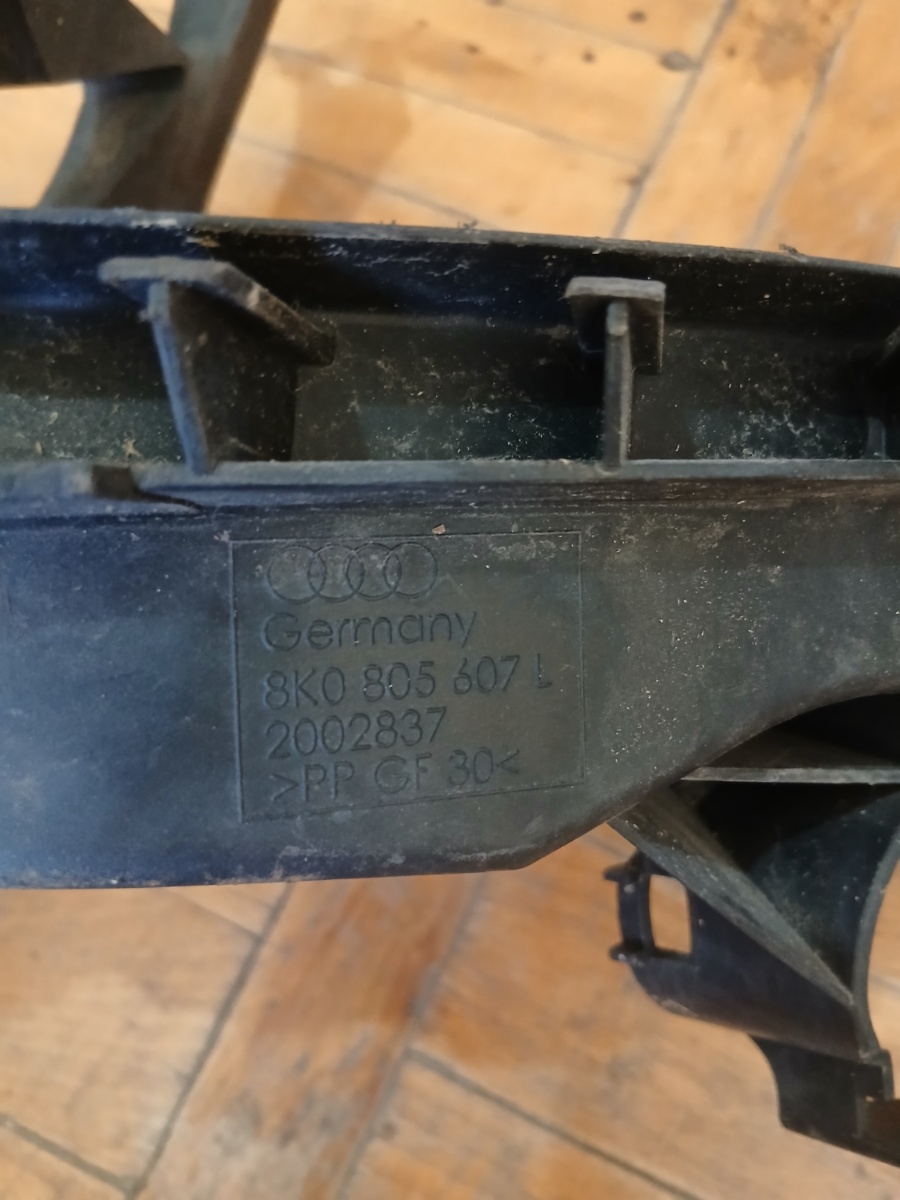 Germany
8K0 805 607 L
2002837
>PP GF 30<